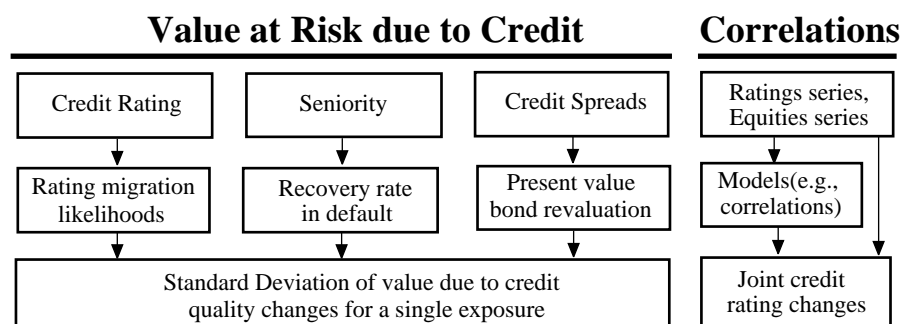 Value at Risk due to Credit
Correlations
Credit Rating
Seniority
Credit Spreads
Ratings series,
Equities series
Rating migration
likelihoods
Recovery rate
in default
Present value
bond revaluation
Models(e.g.,
correlations)
Standard Deviation of value due to credit
quality changes for a single exposure
Joint credit
rating changes